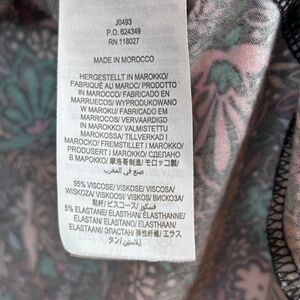 J0493
P.O. 624349
RN 118027
MADE IN MOROCCO
HERGESTELLT IN MAROKKO/
FABRIQUÉ AU MAROC/ PRODOTTO
IN MAROCCO/ FABRICADO EN
MARRUECOS/ WYPRODUKOWANO
W MAROKU/ FABRICADO EM
MARROCOS/ VERVAARDIGD
IN MAROKKO/ VALMISTETTU
MAROKOSSA/ TILLVERKAD I
MAROCKO/ FREMSTILLET I MAROKKO/
PRODUSERT I MAROKKO/ СДЕЛАНО
В МАРОККО/ 摩洛哥制造/ モロッコ製/
صنع في المغرب
95% VISCOSE/ VISKOSE/ VISCOSA/
WISKOZA/ VISKOOSI/ VISKOS/ ВИСКОЗА/
粘纤/ ビスコース/ فسكوز
5% ELASTANE/ ELASTHAN/ ÉLASTHANNE/
ELASTAN/ ELASTANO/ ELASTAAN/
ELASTAANIA/ ЭЛАСТАН/ 弹性纤维/ エラス
タン/ إيلاستين